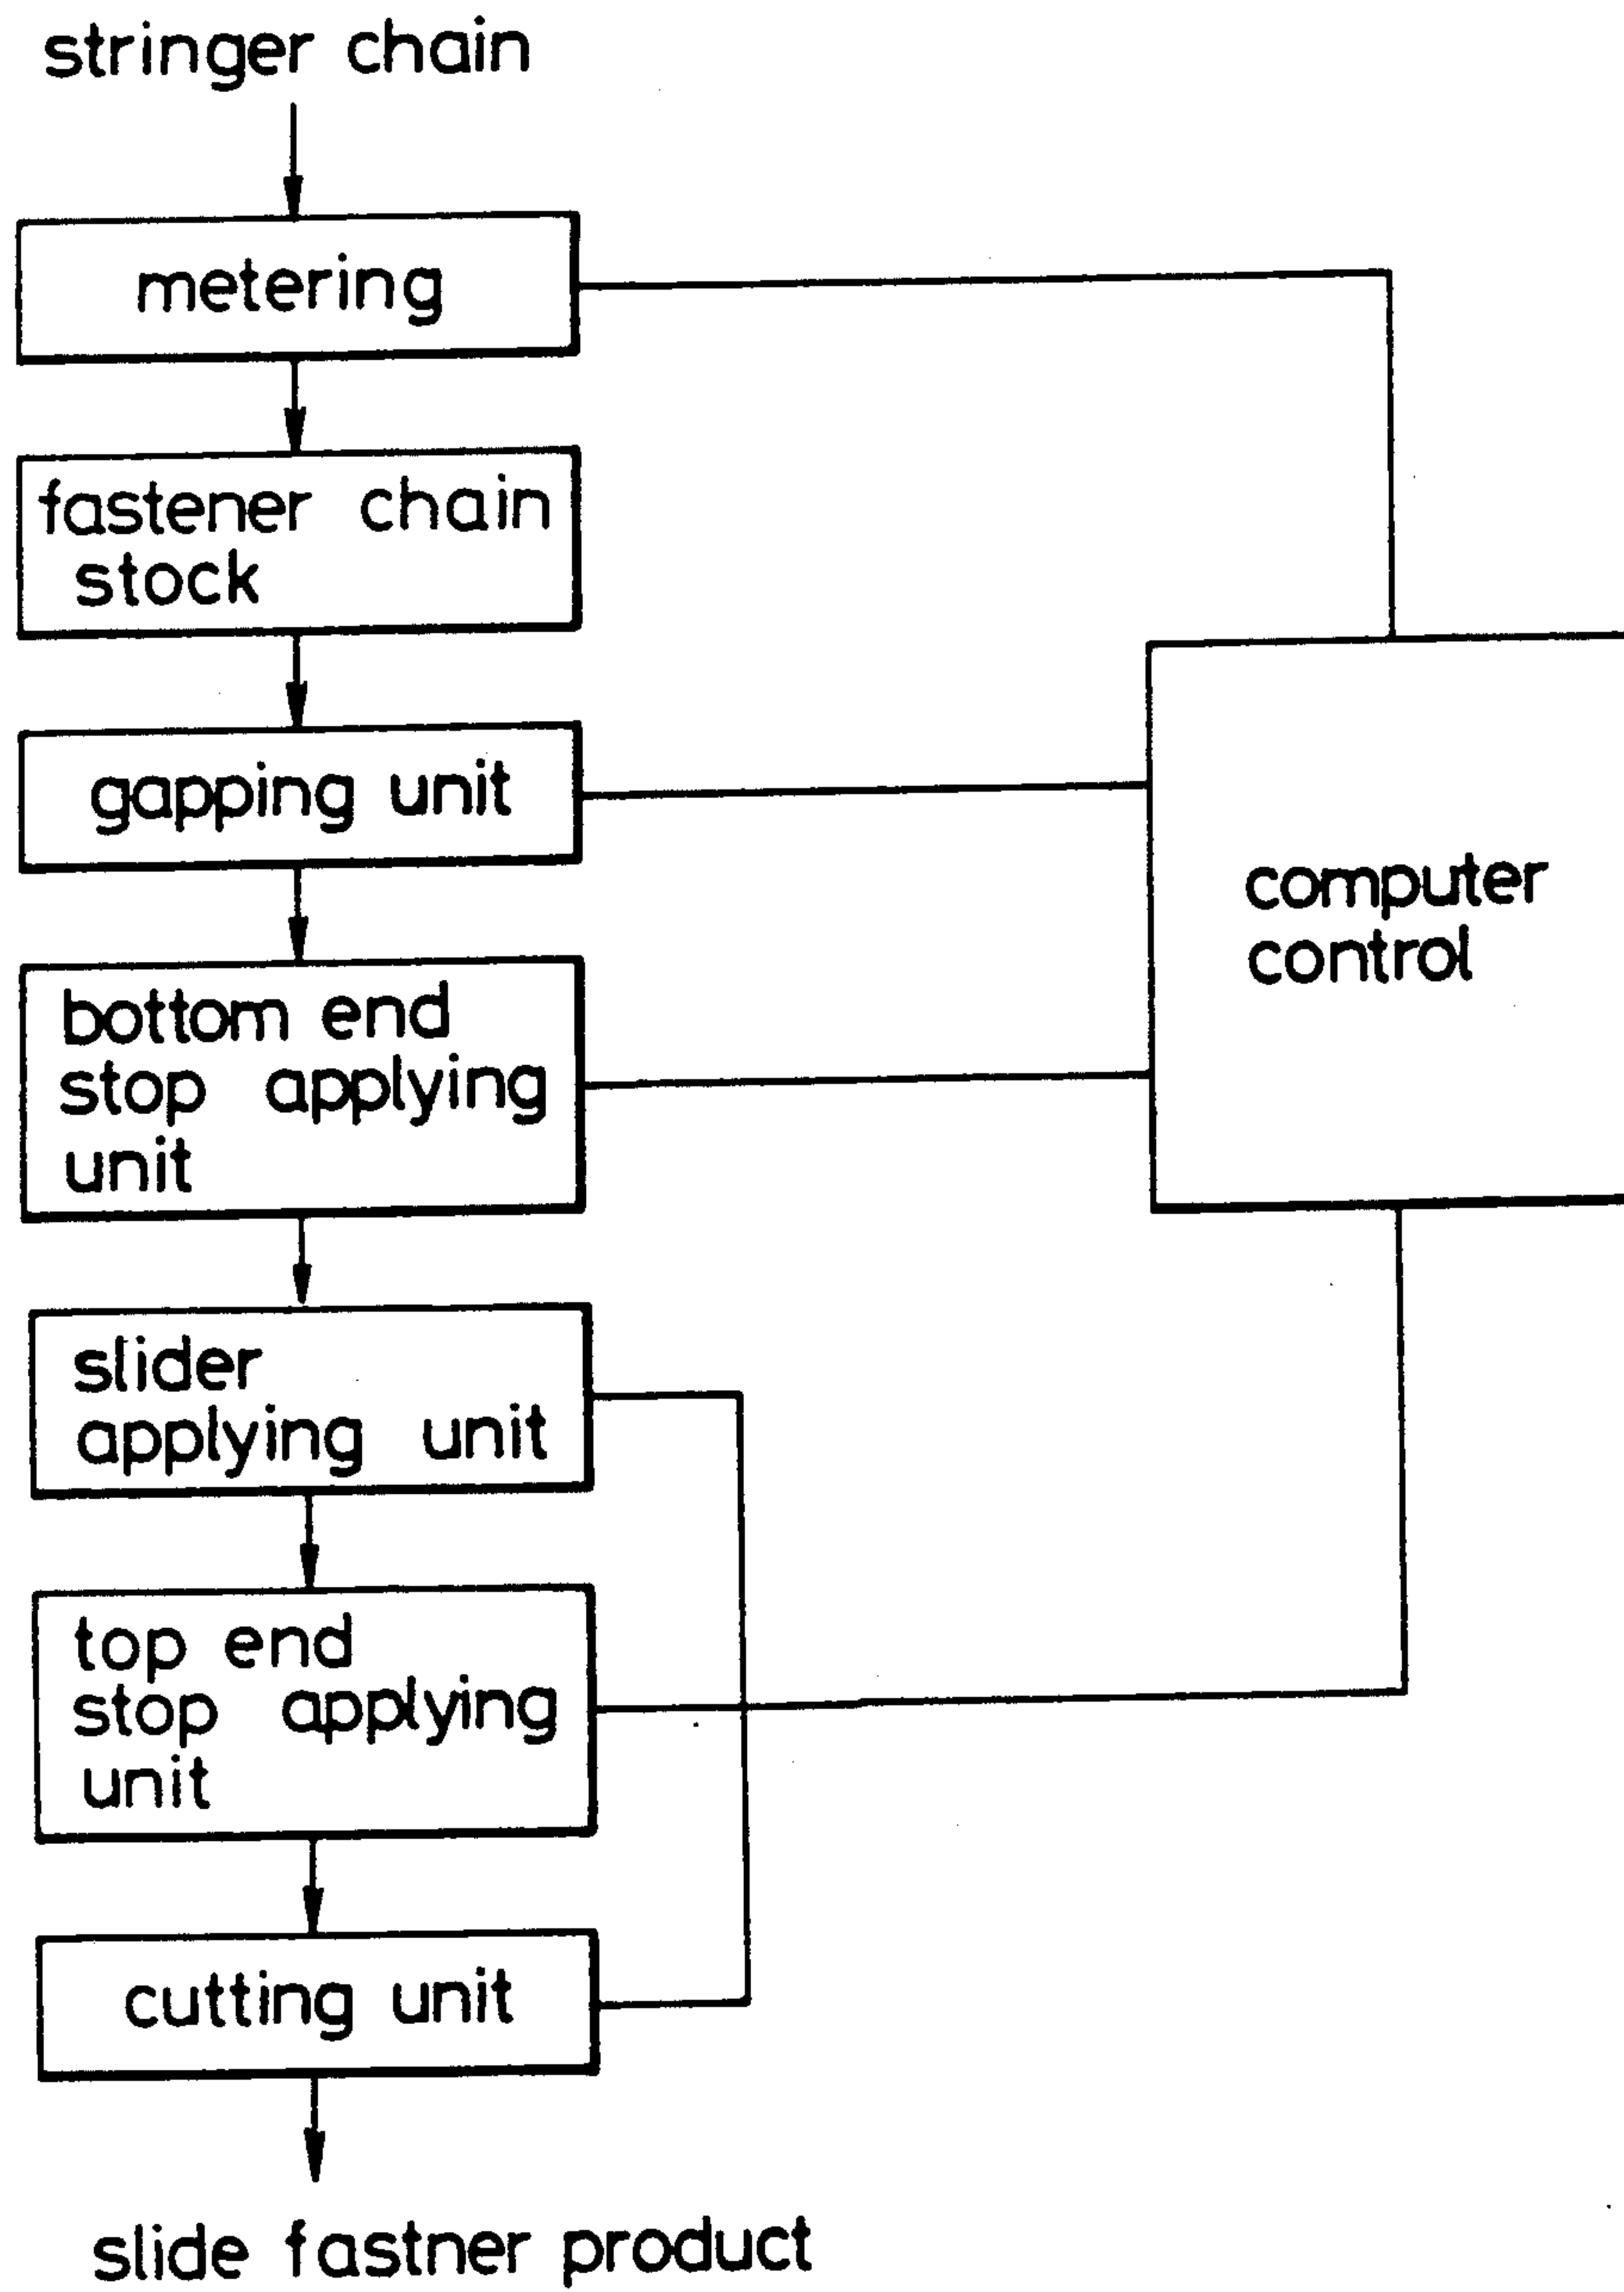 stringer chain
metering
fastener chain
stock
gapping unit
computer
control
bottom end
stop applying
unit
slider
applying unit
top end
stop applying
unit
cutting unit
slide fastner product